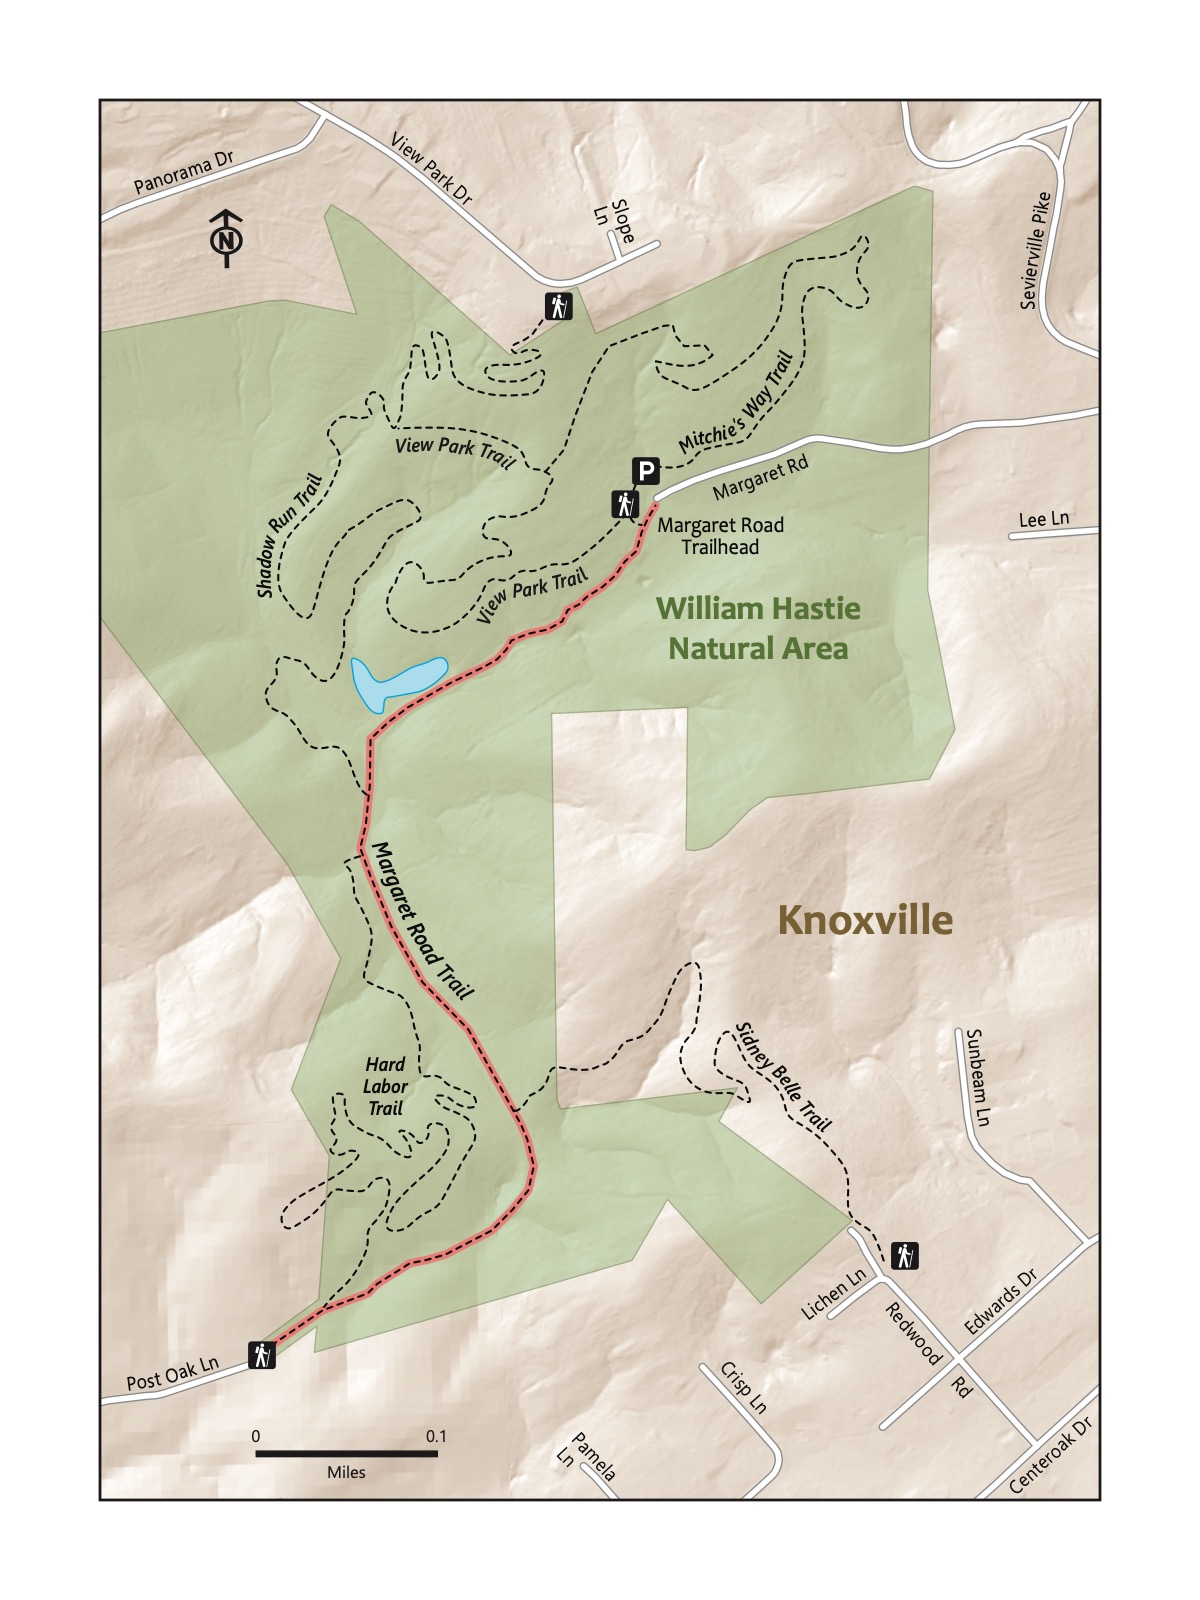 Panorama Dr
View Park Dr
Slope
Ln
Sevierville Pike
N
Mitchie's Way Trail
View Park Trail
P
Margaret Rd
Shadow Run Trail
Margaret Road
Trailhead
Lee Ln
View Park Trail
William Hastie
Natural Area
Margaret Road Trail
Knoxville
Sidney Belle Trail
Sunbeam Ln
Hard
Labor
Trail
Lichen Ln
Edwards Dr
Redwood
Rd
Post Oak Ln
Crisp Ln
Pamela
Ln
Centeroak Dr
0 0.1
Miles